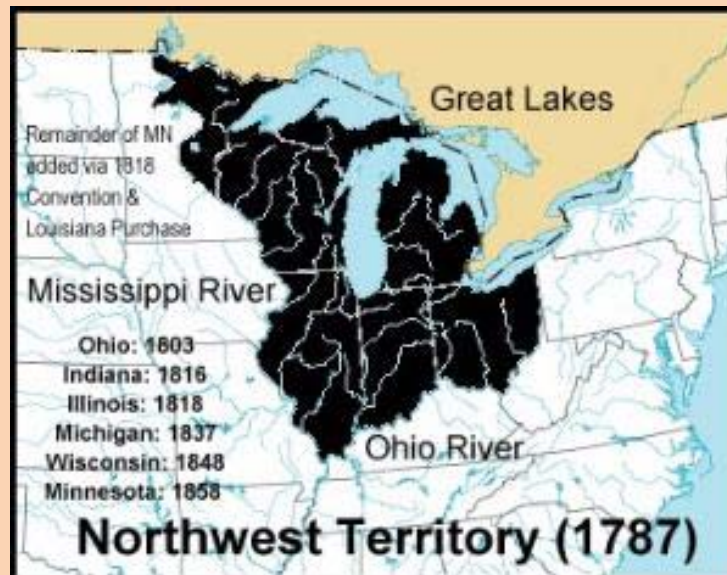 Great Lakes
Remainder of MN
added via 1818
Convention &
Louisiana Purchase
Mississippi River
Ohio: 1803
Indiana: 1816
Illinois: 1818
Michigan: 1837
Wisconsin: 1848
Minnesota: 1858
Ohio River
Northwest Territory (1787)